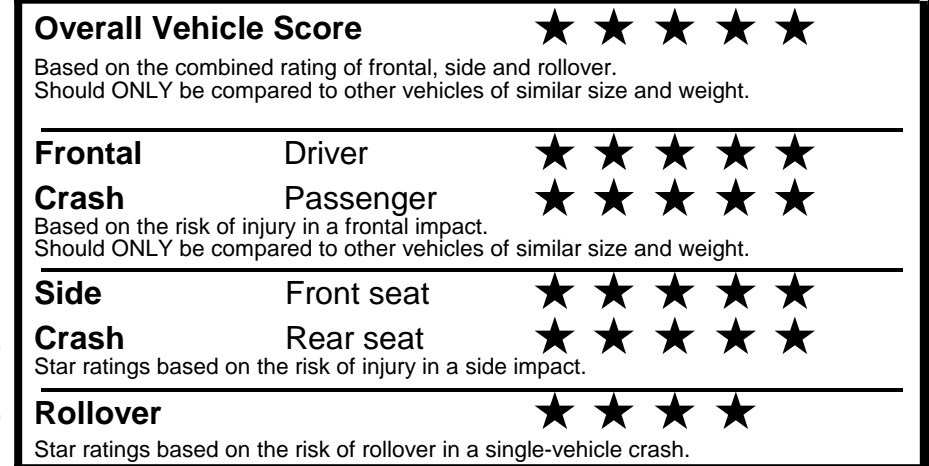 Overall Vehicle Score ★ ★ ★ ★ ★
Based on the combined rating of frontal, side and rollover.
Should ONLY be compared to other vehicles of similar size and weight.
Frontal Driver ★ ★ ★ ★ ★
Crash Passenger ★ ★ ★ ★ ★
Based on the risk of injury in a frontal impact.
Should ONLY be compared to other vehicles of similar size and weight.
Side Front seat ★ ★ ★ ★ ★
Crash Rear seat ★ ★ ★ ★ ★
Star ratings based on the risk of injury in a side impact.
Rollover ★ ★ ★ ★
Star ratings based on the risk of rollover in a single-vehicle crash.